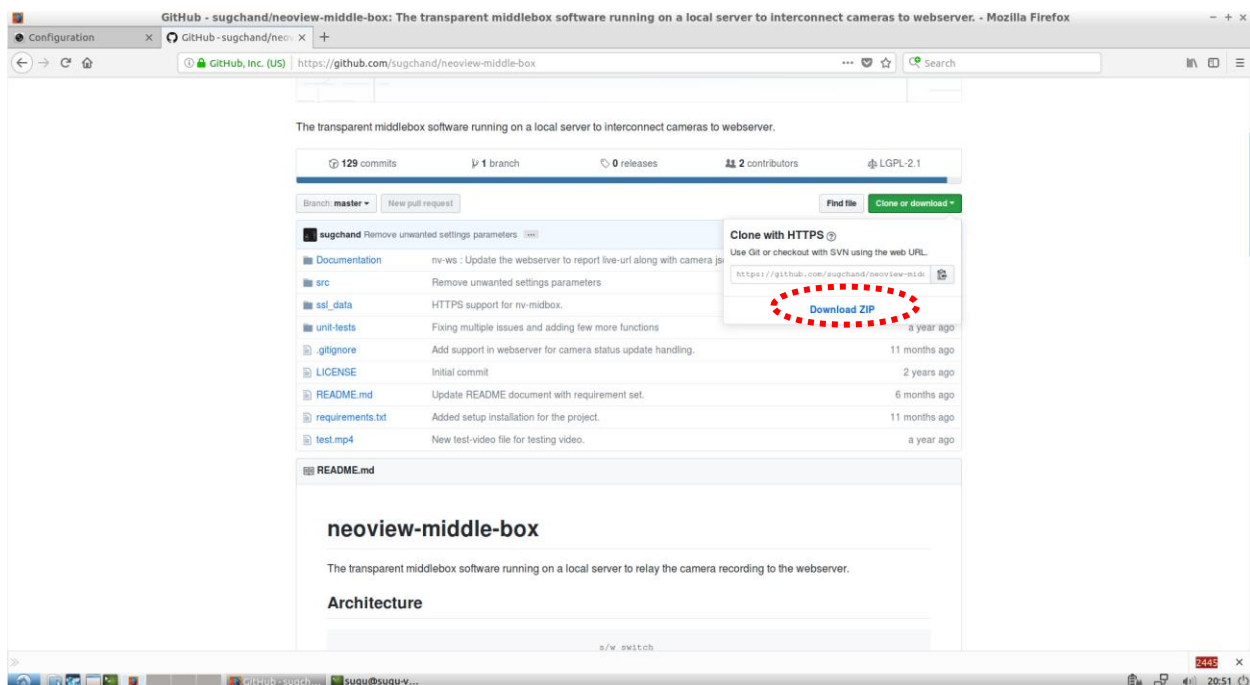 GitHub - sugchand/neoview-middle-box: The transparent middlebox software running on a local server to interconnect cameras to webserver. - Mozilla Firefox
Configuration × GitHub - sugchand/neov × +
GitHub, Inc. (US) https://github.com/sugchand/neoview-middle-box Search
The transparent middlebox software running on a local server to interconnect cameras to webserver.
129 commits 1 branch 0 releases 2 contributors LGPL-2.1
Branch: master New pull request Find file Clone or download
sugchand Remove unwanted settings parameters ...
Clone with HTTPS
Use Git or checkout with SVN using the web URL.
https://github.com/sugchand/neoview-midd
Download ZIP
Documentation nv-ws : Update the webserver to report live-url along with camera js
src Remove unwanted settings parameters
ssl_data HTTPS support for nv-midbox.
unit-tests Fixing multiple issues and adding few more functions a year ago
.gitignore Add support in webserver for camera status update handling. 11 months ago
LICENSE Initial commit 2 years ago
README.md Update README document with requirement set. 6 months ago
requirements.txt Added setup installation for the project. 11 months ago
test.mp4 New test-video file for testing video. a year ago
README.md
neoview-middle-box
The transparent middlebox software running on a local server to relay the camera recording to the webserver.
Architecture
s/w switch
2445 ×
GitHub - sugch... sugu@sugu-v... 20:51